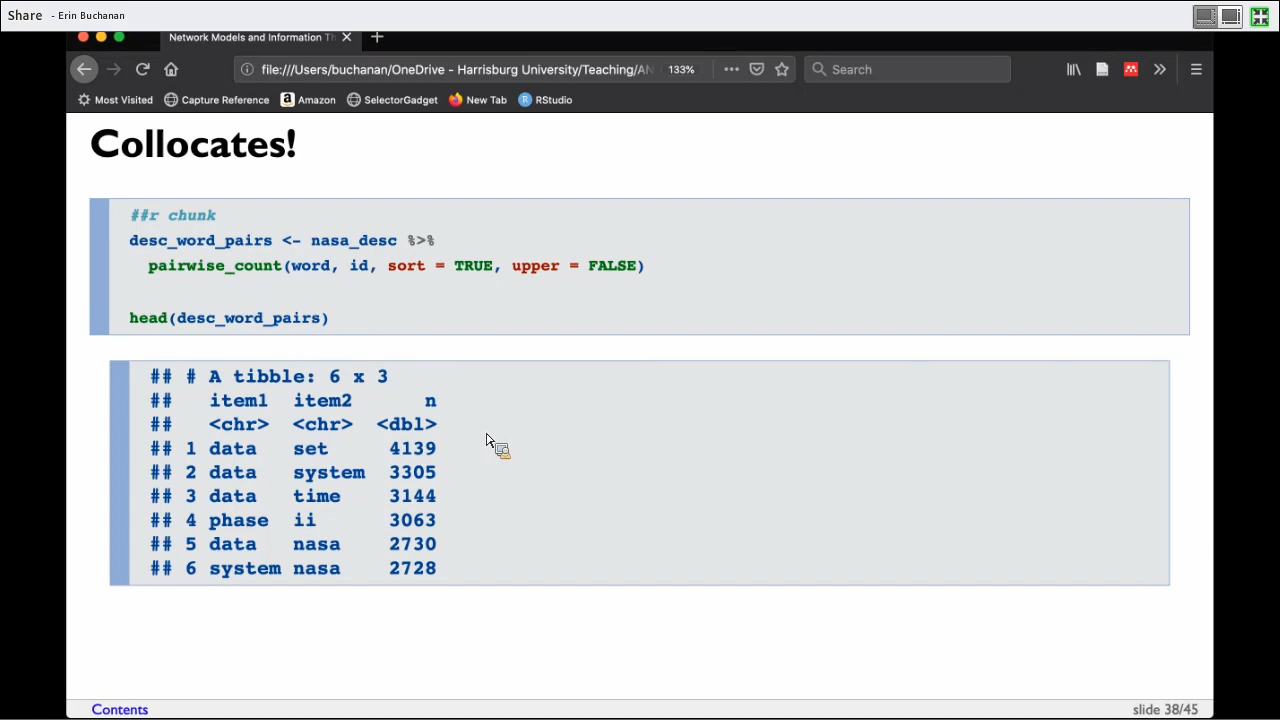 Share - Erin Buchanan
Network Models and Information Th
file:///Users/buchanan/OneDrive - Harrisburg University/Teaching/AN 133% Search
Most Visited Capture Reference Amazon SelectorGadget New Tab RStudio
Collocates!
##r chunk
desc_word_pairs <- nasa_desc %>%
pairwise_count(word, id, sort = TRUE, upper = FALSE)
head(desc_word_pairs)
## # A tibble: 6 x 3
## item1 item2 n
## <chr> <chr> <dbl>
## 1 data set 4139
## 2 data system 3305
## 3 data time 3144
## 4 phase ii 3063
## 5 data nasa 2730
## 6 system nasa 2728
Contents slide 38/45